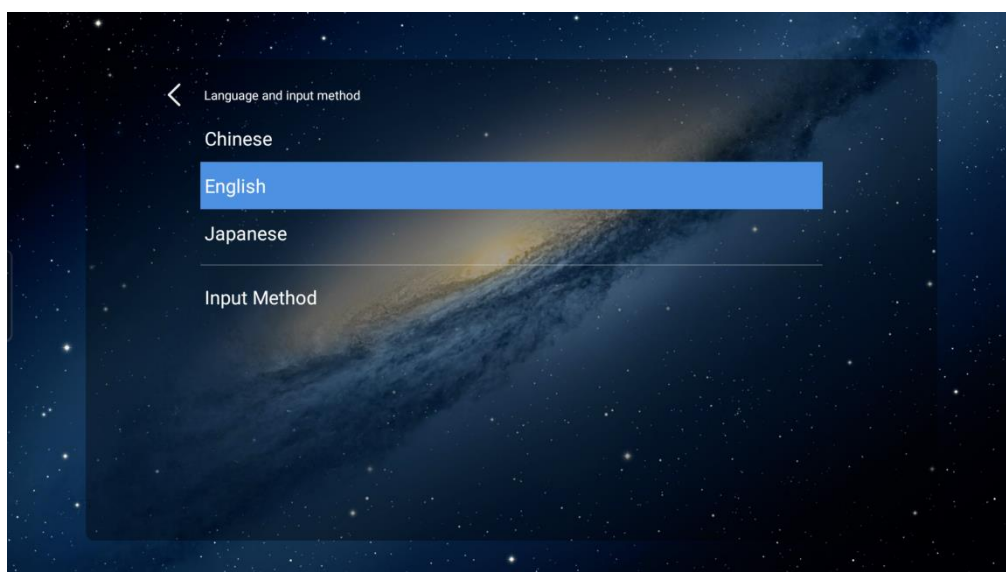 Language and input method
Chinese
English
Japanese
Input Method